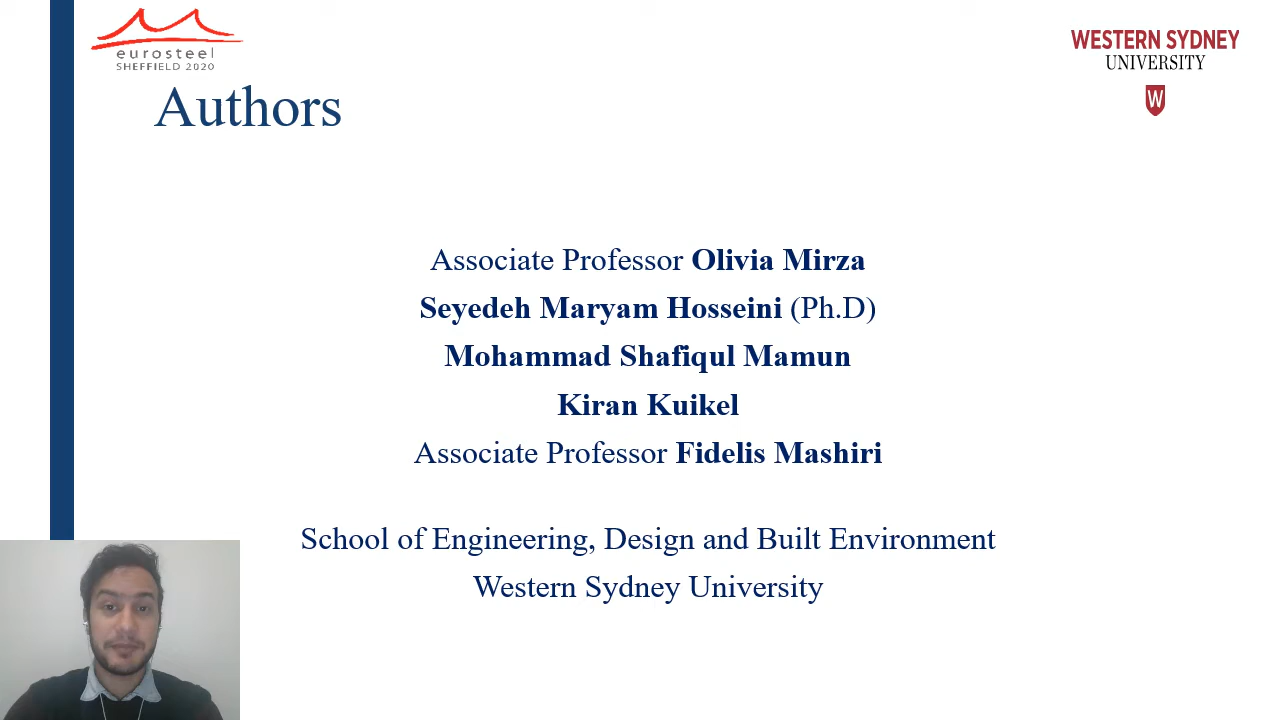 eurosteel
SHEFFIELD 2020
WESTERN SYDNEY
UNIVERSITY
W
Authors
Associate Professor Olivia Mirza
Seyedeh Maryam Hosseini (Ph.D)
Mohammad Shafiqul Mamun
Kiran Kuikel
Associate Professor Fidelis Mashiri
School of Engineering, Design and Built Environment
Western Sydney University